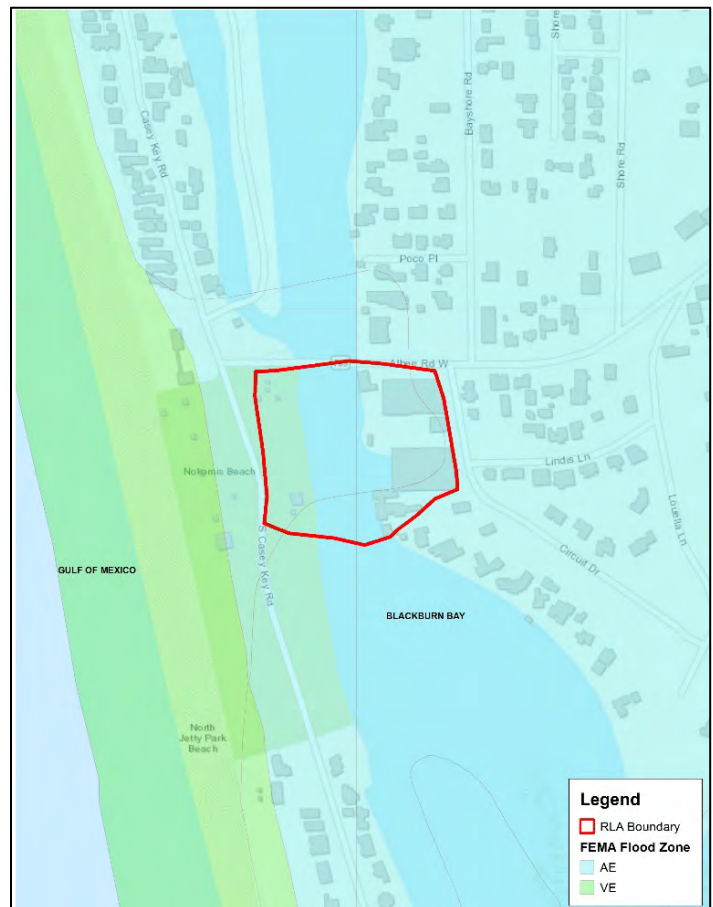 Shore
Casey Key Rd
Bayshore Rd
Shore Rd
Poco Pl
Albee Rd W
Nokomis Beach
Lindis Ln
Louella Ln
S Casey Key Rd
Circuit Dr
GULF OF MEXICO
BLACKBURN BAY
North
Jetty Park
Beach
Legend
RLA Boundary
FEMA Flood Zone
AE
VE